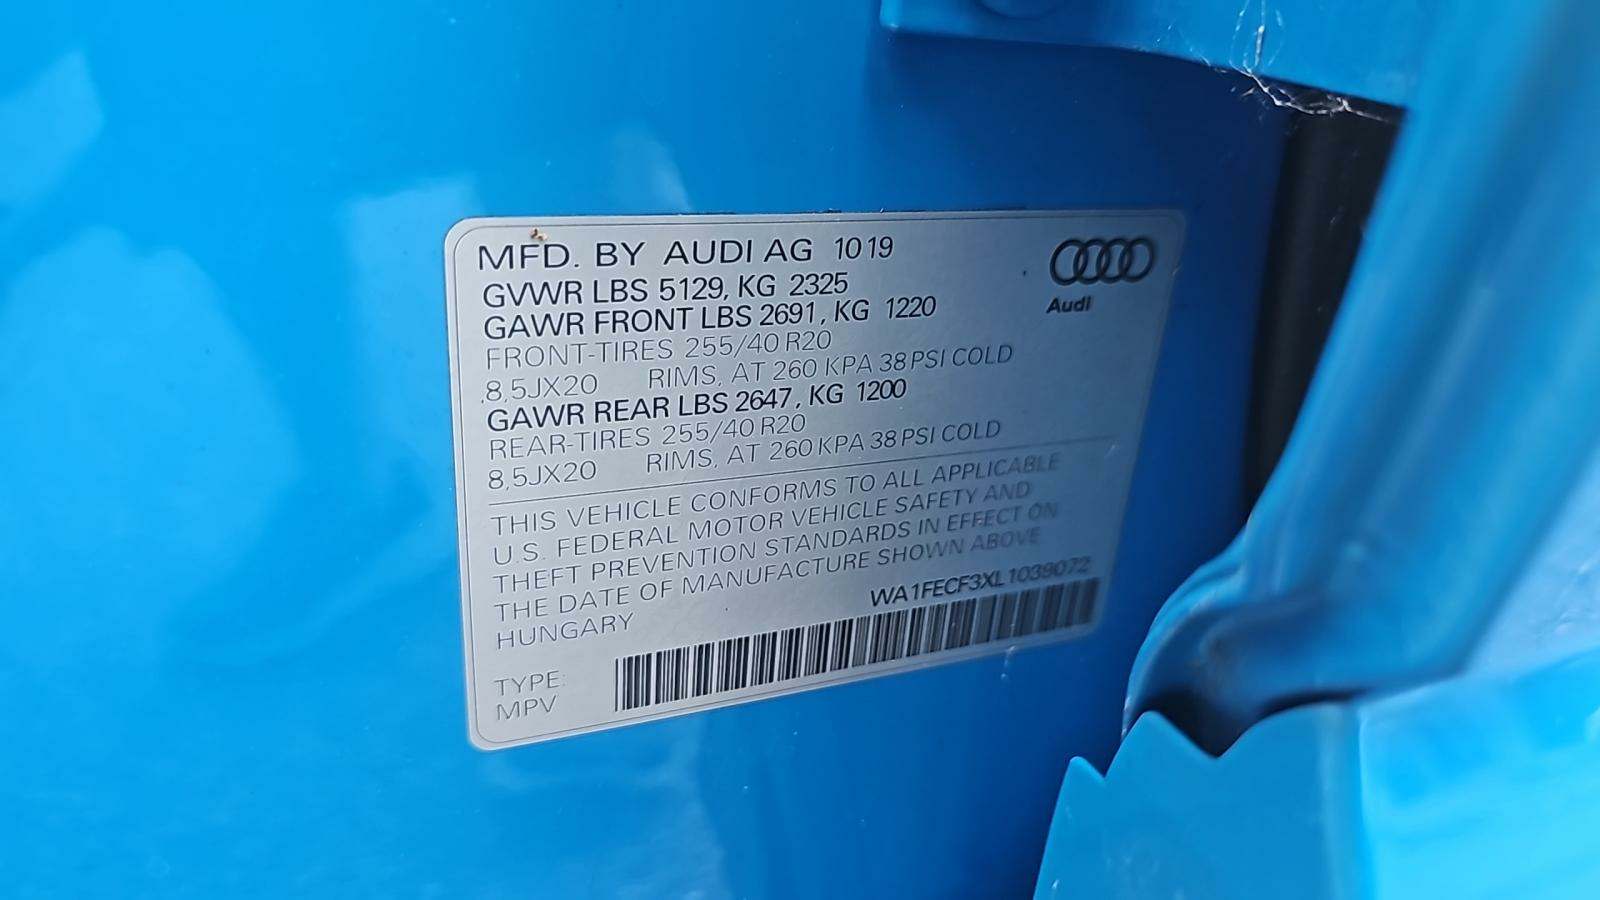 MFD. BY AUDI AG 10 19
GVWR LBS 5129, KG 2325
GAWR FRONT LBS 2691, KG 1220
FRONT-TIRES 255/40 R20
8,5JX20 RIMS, AT 260 KPA 38 PSI COLD
GAWR REAR LBS 2647, KG 1200
REAR-TIRES 255/40 R20
8,5JX20 RIMS, AT 260 KPA 38 PSI COLD
THIS VEHICLE CONFORMS TO ALL APPLICABLE
U.S. FEDERAL MOTOR VEHICLE SAFETY AND
THEFT PREVENTION STANDARDS IN EFFECT ON
THE DATE OF MANUFACTURE SHOWN ABOVE
HUNGARY
WA1FECF3XL1039072
TYPE:
MPV
Audi